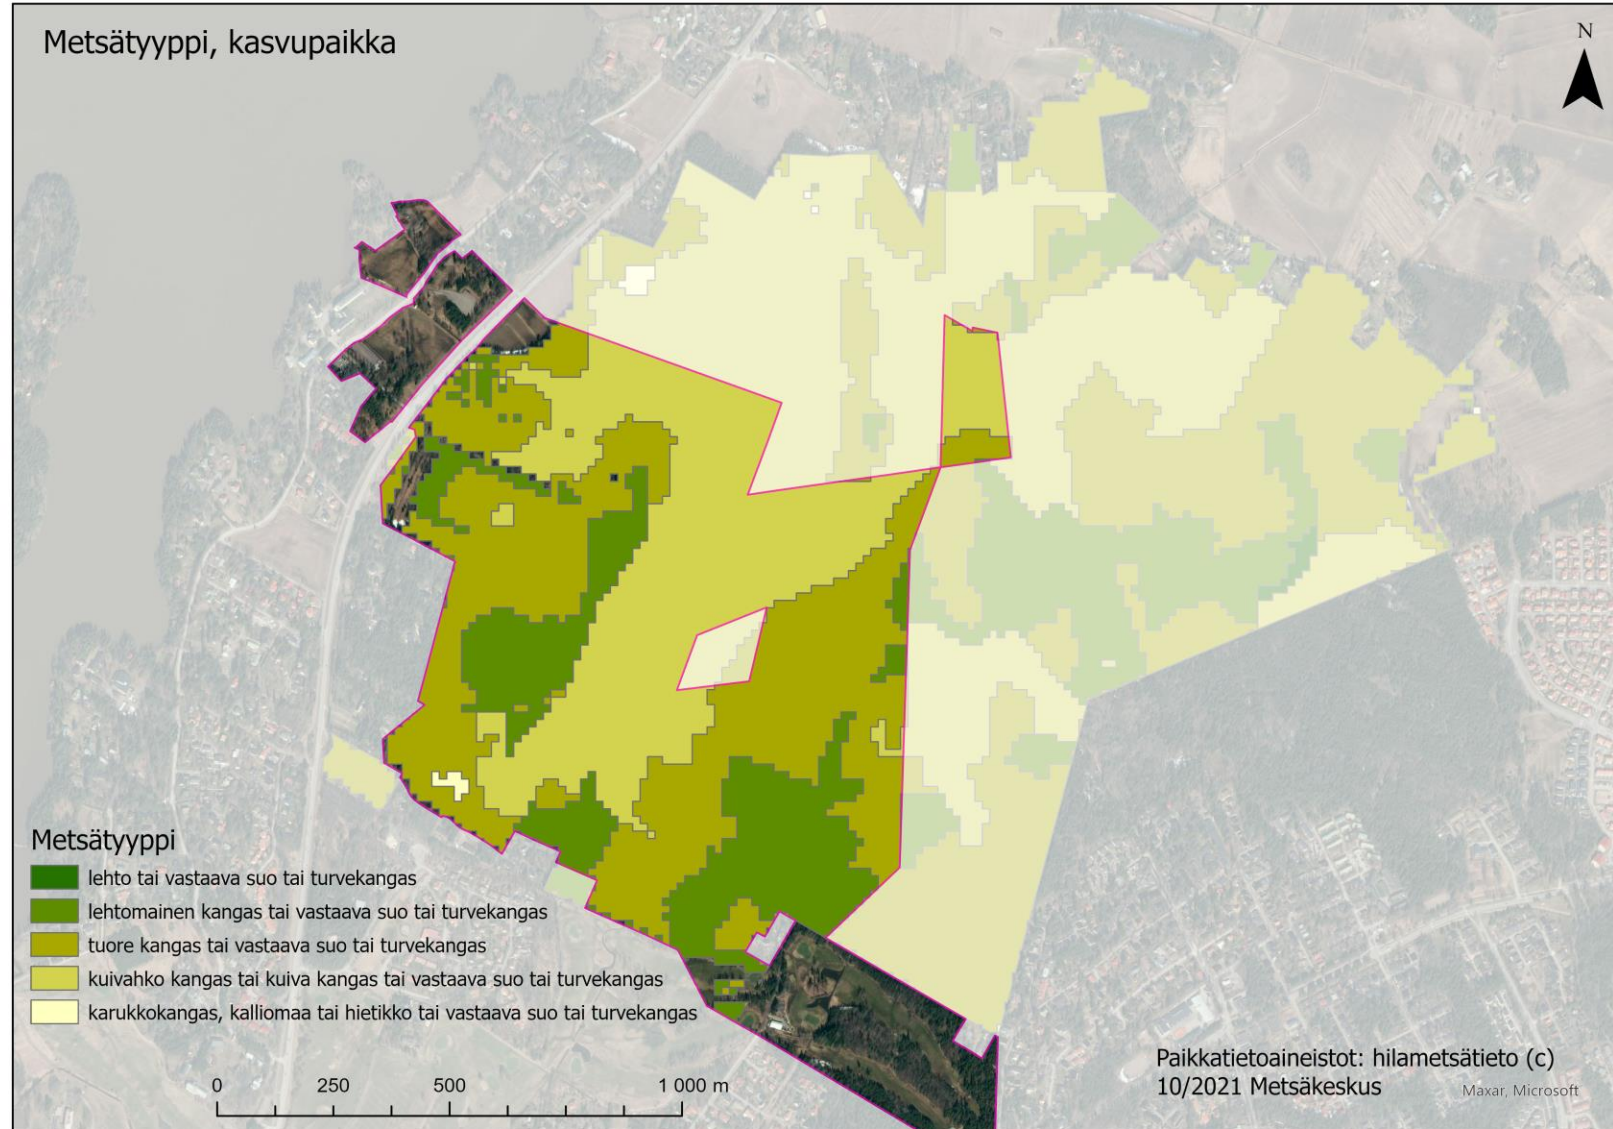 Metsätyyppi, kasvupaikka
N
Metsätyyppi
lehto tai vastaava suo tai turvekangas
lehtomainen kangas tai vastaava suo tai turvekangas
tuore kangas tai vastaava suo tai turvekangas
kuivahko kangas tai kuiva kangas tai vastaava suo tai turvekangas
karukkokangas, kalliomaa tai hietikko tai vastaava suo tai turvekangas
0 250 500 1 000 m
Paikkatietoaineistot: hilametsätieto (c)
10/2021 Metsäkeskus
Maxar, Microsoft